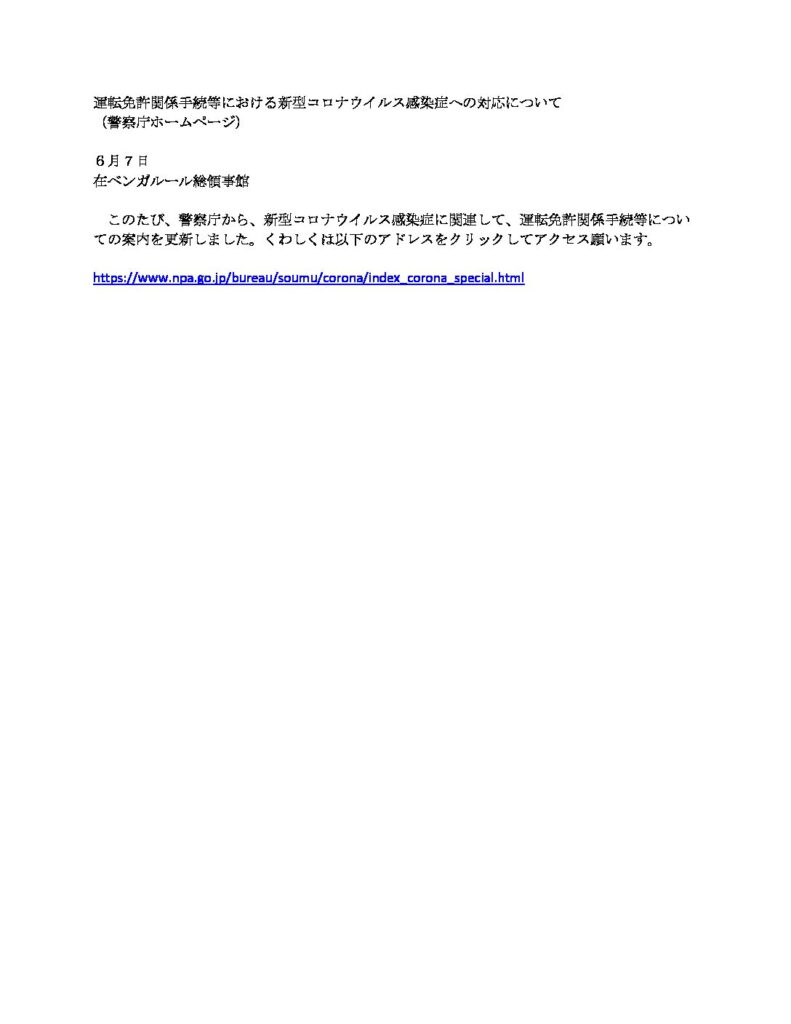 運転免許関係手続等における新型コロナウイルス感染症への対応について
（警察庁ホームページ）
６月７日
在ベンガルール総領事館
　このたび、警察庁から、新型コロナウイルス感染症に関連して、運転免許関係手続等につい
ての案内を更新しました。くわしくは以下のアドレスをクリックしてアクセス願います。
https://www.npa.go.jp/bureau/soumu/corona/index_corona_special.html